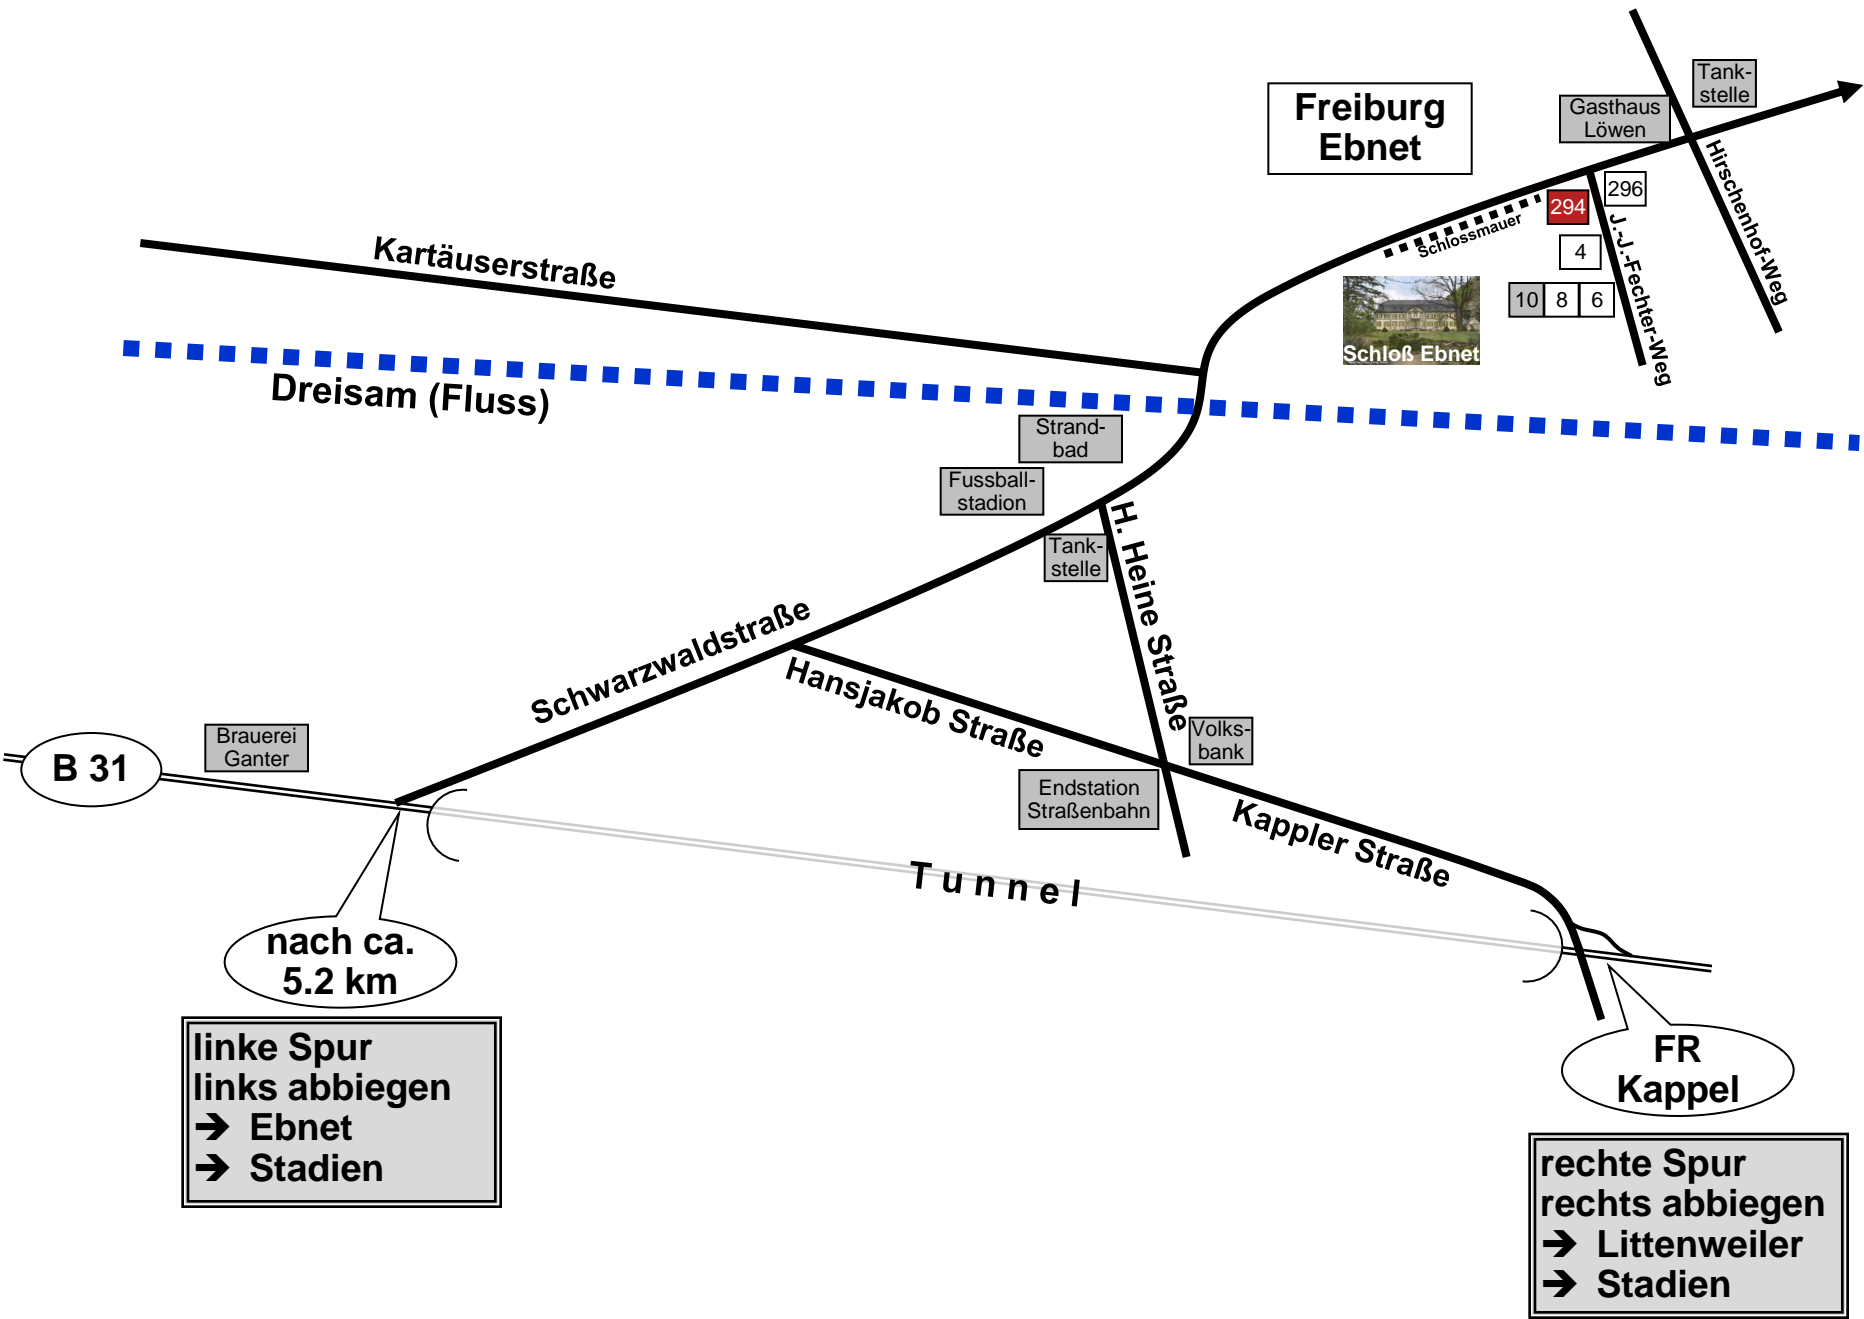 Freiburg
Ebnet
Tank-
stelle
Gasthaus
Löwen
Hirschenhof-Weg
294
296
Schlossmauer
J.-J.-Fechter-Weg
4
10 8 6
Schloß Ebnet
Kartäuserstraße
Dreisam (Fluss)
Strand-
bad
Fussball-
stadion
Tank-
stelle
H. Heine Straße
Schwarzwaldstraße
Hansjakob Straße
Volks-
bank
Brauerei
Ganter
B 31
Endstation
Straßenbahn
Kappler Straße
Tunnel
nach ca.
5.2 km
linke Spur
links abbiegen
➔ Ebnet
➔ Stadien
FR
Kappel
rechte Spur
rechts abbiegen
➔ Littenweiler
➔ Stadien